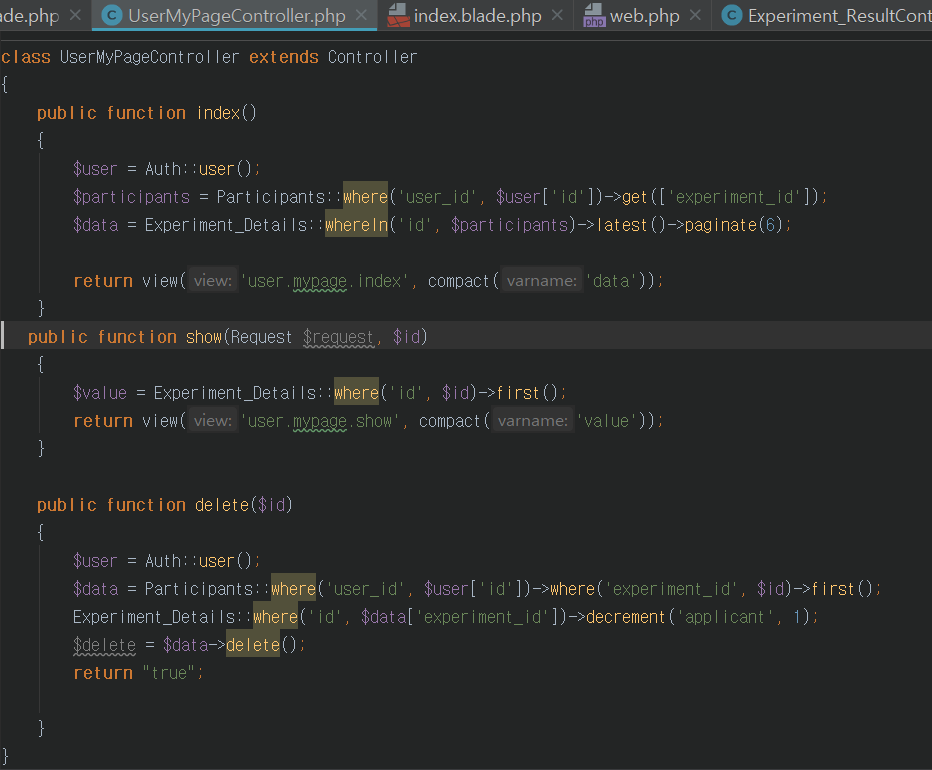 ade.php × UserMyPageController.php × index.blade.php × web.php × Experiment_ResultCont
class UserMyPageController extends Controller
{
public function index()
{
$user = Auth::user();
$participants = Participants::where('user_id', $user['id'])->get(['experiment_id']);
$data = Experiment_Details::whereIn('id', $participants)->latest()->paginate(6);
return view( view: 'user.mypage.index', compact( varname: 'data'));
}
public function show(Request $request, $id)
{
$value = Experiment_Details::where('id', $id)->first();
return view( view: 'user.mypage.show', compact( varname: 'value'));
}
public function delete($id)
{
$user = Auth::user();
$data = Participants::where('user_id', $user['id'])->where('experiment_id', $id)->first();
Experiment_Details::where('id', $data['experiment_id'])->decrement('applicant', 1);
$delete = $data->delete();
return "true";
}
}